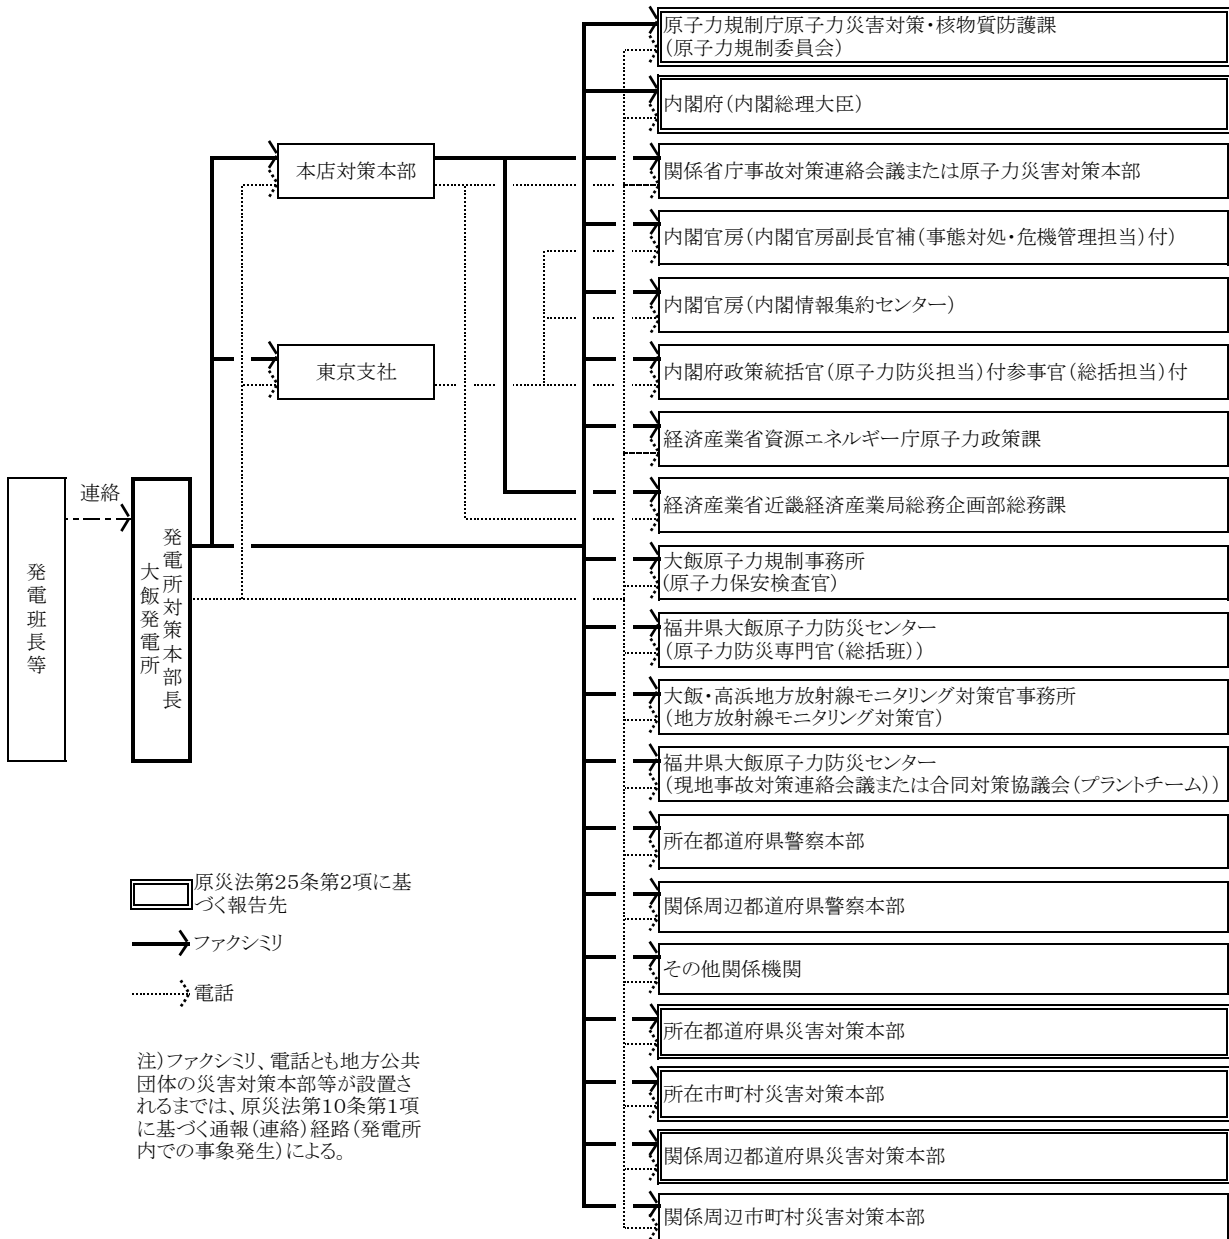 原子力規制庁原子力災害対策・核物質防護課
(原子力規制委員会)
内閣府(内閣総理大臣)
本店対策本部
関係省庁事故対策連絡会議または原子力災害対策本部
内閣官房(内閣官房副長官補(事態対処・危機管理担当)付)
内閣官房(内閣情報集約センター)
東京支社
内閣府政策統括官(原子力防災担当)付参事官(総括担当)付
経済産業省資源エネルギー庁原子力政策課
連絡
発電班長等
発電所対策本部長
大飯発電所
経済産業省近畿経済産業局総務企画部総務課
大飯原子力規制事務所
(原子力保安検査官)
福井県大飯原子力防災センター
(原子力防災専門官(総括班))
大飯・高浜地方放射線モニタリング対策官事務所
(地方放射線モニタリング対策官)
福井県大飯原子力防災センター
(現地事故対策連絡会議または合同対策協議会(プラントチーム))
所在都道府県警察本部
関係周辺都道府県警察本部
その他関係機関
所在都道府県災害対策本部
所在市町村災害対策本部
関係周辺都道府県災害対策本部
関係周辺市町村災害対策本部
原災法第25条第2項に基
づく報告先
ファクシミリ
電話
注)ファクシミリ、電話とも地方公共
団体の災害対策本部等が設置さ
れるまでは、原災法第10条第1項
に基づく通報(連絡)経路(発電所
内での事象発生)による。